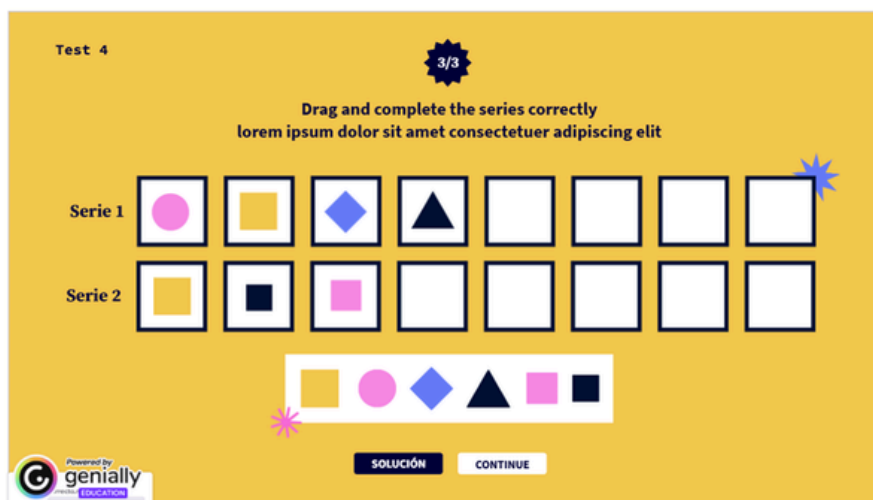 Test 4
3/3
Drag and complete the series correctly
lorem ipsum dolor sit amet consectetuer adipiscing elit
Serie 1
Serie 2
SOLUCIÓN
CONTINUE
Powered by
genially
EDUCATION